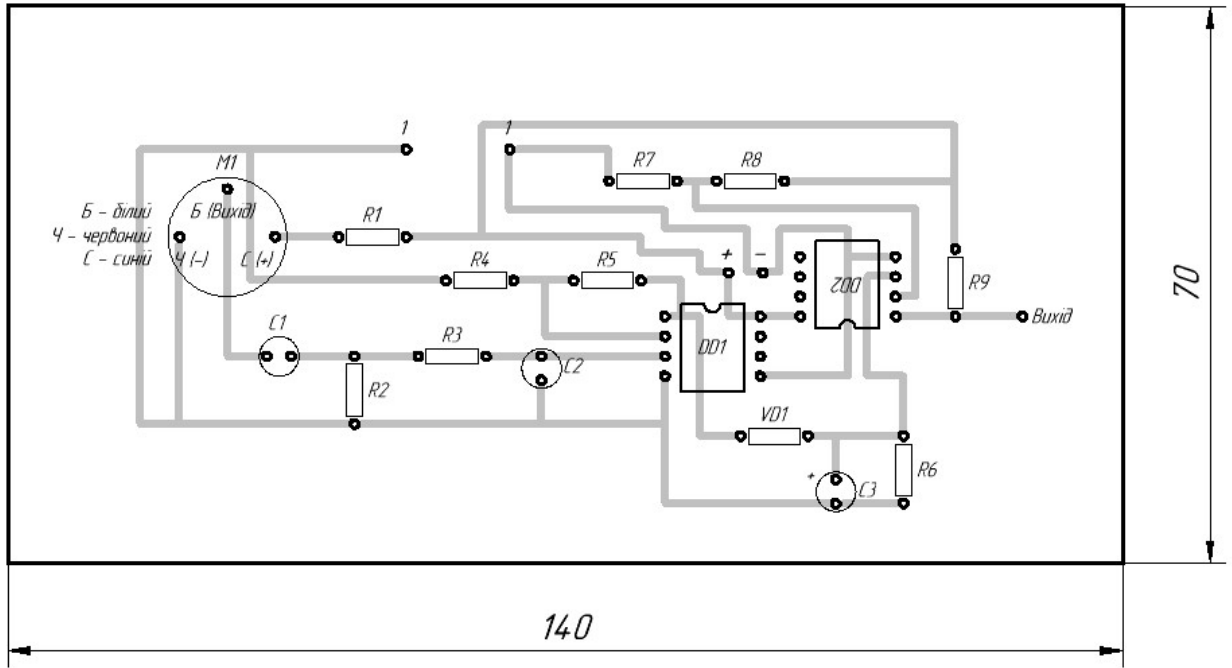 1
1
R7
R8
M1
Б - білий
Б (Вихід)
R1
Ч - червоний
С - синій
Ч (-)
С (+)
R4
R5
+
-
DD2
R9
70
C1
R3
C2
DD1
Вихід
R2
VD1
R6
+
C3
140